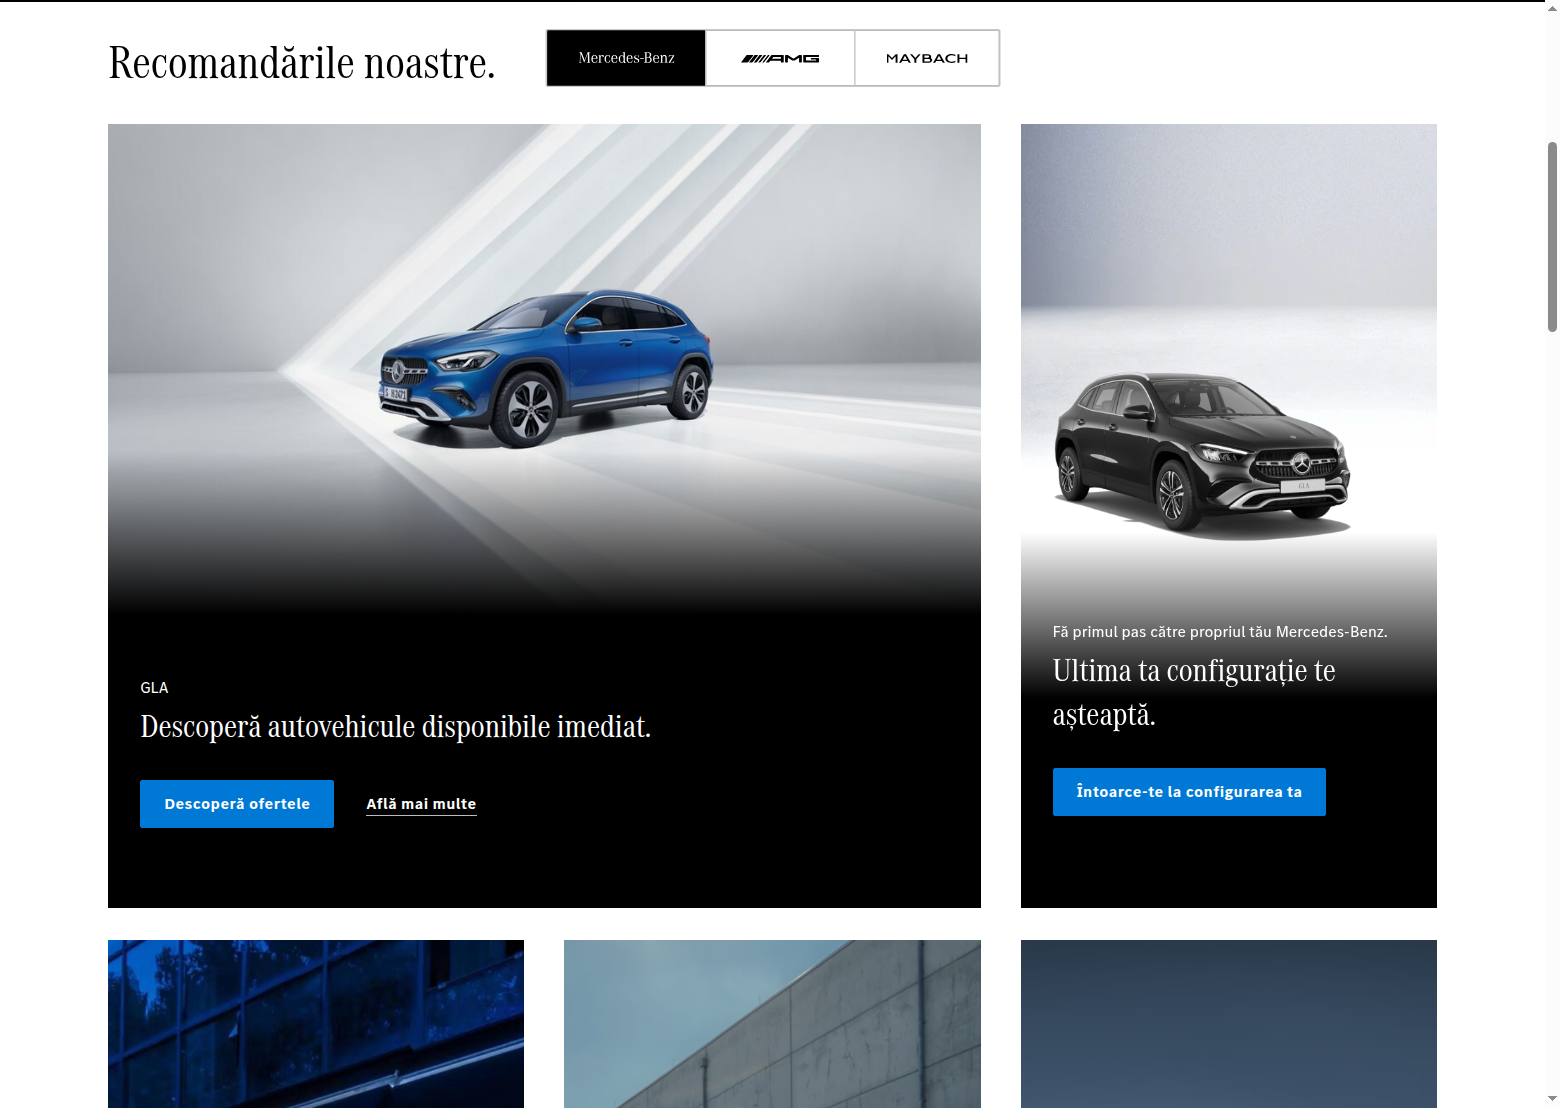 Recomandările noastre.
Mercedes-Benz
AMG
MAYBACH
GLA
Descoperă autovehicule disponibile imediat.
Descoperă ofertele
Află mai multe
GLA
Fă primul pas către propriul tău Mercedes-Benz.
Ultima ta configurație te
așteaptă.
Întoarce-te la configurarea ta